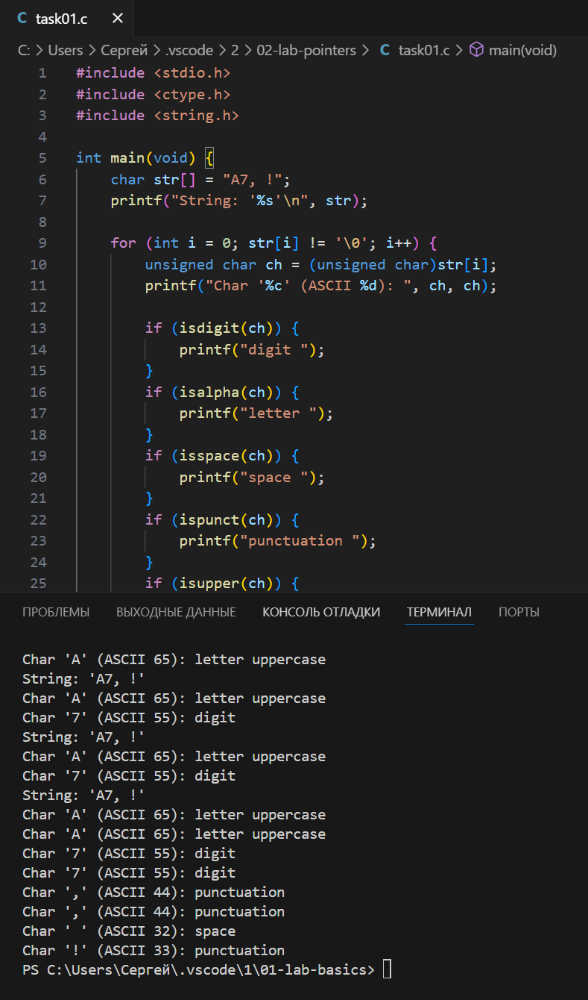 C task01.c ×
C: > Users > Сергей > .vscode > 2 > 02-lab-pointers > C task01.c > main(void)
1 #include <stdio.h>
2 #include <ctype.h>
3 #include <string.h>
4
5 int main(void) {
6     char str[] = "A7, !";
7     printf("String: '%s'\n", str);
8
9     for (int i = 0; str[i] != '\0'; i++) {
10         unsigned char ch = (unsigned char)str[i];
11         printf("Char '%c' (ASCII %d): ", ch, ch);
12
13         if (isdigit(ch)) {
14             printf("digit ");
15         }
16         if (isalpha(ch)) {
17             printf("letter ");
18         }
19         if (isspace(ch)) {
20             printf("space ");
21         }
22         if (ispunct(ch)) {
23             printf("punctuation ");
24         }
25         if (isupper(ch)) {
ПРОБЛЕМЫ ВЫХОДНЫЕ ДАННЫЕ КОНСОЛЬ ОТЛАДКИ ТЕРМИНАЛ ПОРТЫ
Char 'A' (ASCII 65): letter uppercase
String: 'A7, !'
Char 'A' (ASCII 65): letter uppercase
Char '7' (ASCII 55): digit
String: 'A7, !'
Char 'A' (ASCII 65): letter uppercase
Char '7' (ASCII 55): digit
String: 'A7, !'
Char 'A' (ASCII 65): letter uppercase
Char 'A' (ASCII 65): letter uppercase
Char '7' (ASCII 55): digit
Char '7' (ASCII 55): digit
Char ',' (ASCII 44): punctuation
Char ',' (ASCII 44): punctuation
Char ' ' (ASCII 32): space
Char '!' (ASCII 33): punctuation
PS C:\Users\Сергей\.vscode\1\01-lab-basics>